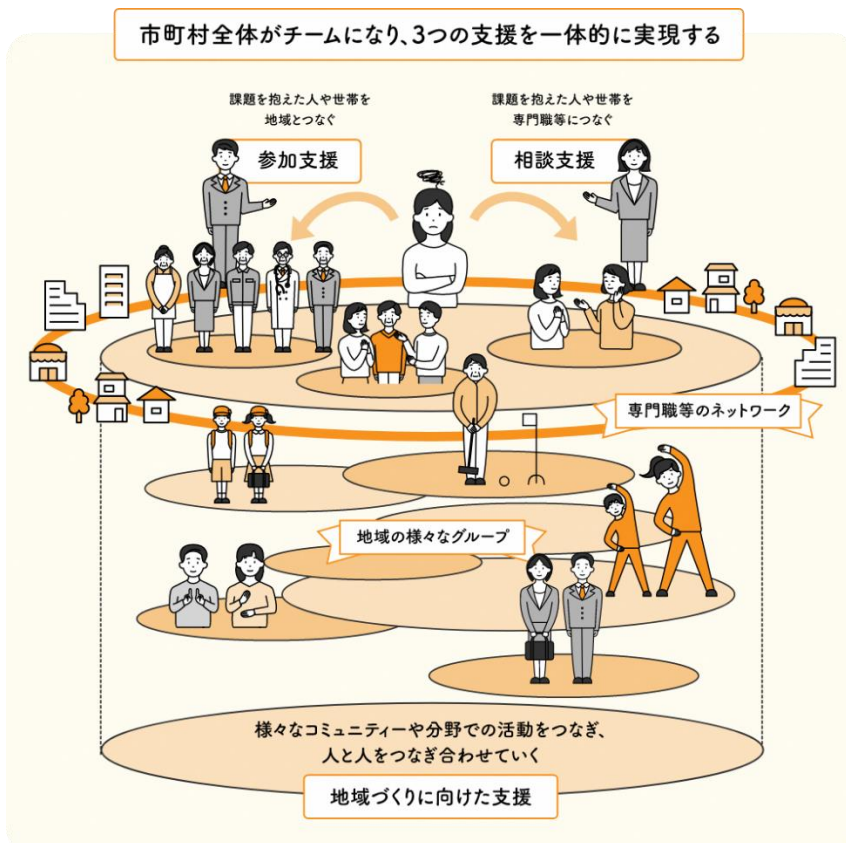 市町村全体がチームになり、3つの支援を一体的に実現する
課題を抱えた人や世帯を
地域とつなぐ
参加支援
課題を抱えた人や世帯を
専門職等につなぐ
相談支援
専門職等のネットワーク
地域の様々なグループ
様々なコミュニティーや分野での活動をつなぎ、
人と人をつなぎ合わせていく
地域づくりに向けた支援